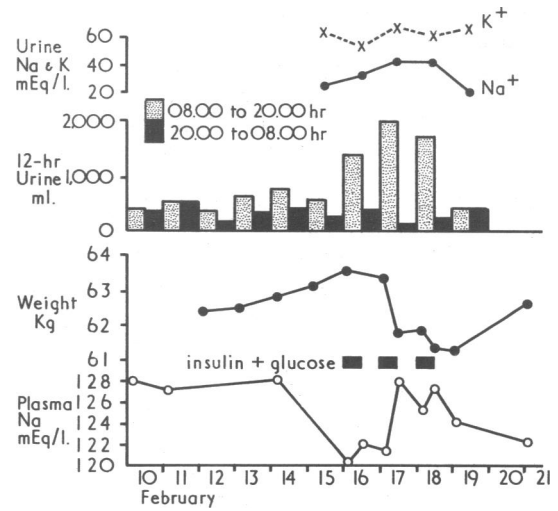 Urine
Na & K
mEq/l.
60
40
20
K+
Na+
08.00 to 20.00 hr
20.00 to 08.00 hr
12-hr
Urine
ml.
2,000
1,000
0
Weight
Kg
64
63
62
61
insulin + glucose
Plasma
Na
mEq/l.
128
126
124
122
120
10 11 12 13 14 15 16 17 18 19 20 21
February